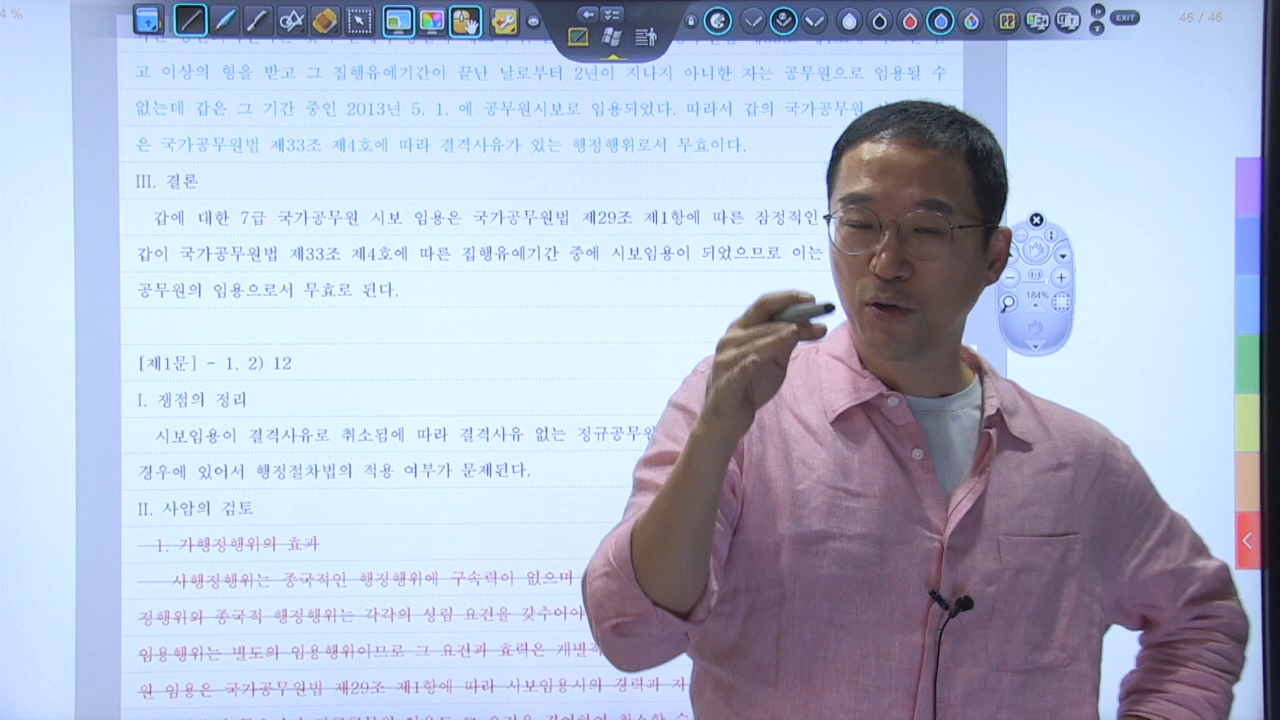 4 %
EXIT
46 / 46
고 이상의 형을 받고 그 집행유예기간이 끝난 날로부터 2년이 지나지 아니한 자는 공무원으로 임용될 수
없는데 갑은 그 기간 중인 2013년 5. 1. 에 공무원시보로 임용되었다. 따라서 갑의 국가공무원
은 국가공무원법 제33조 제4호에 따라 결격사유가 있는 행정행위로서 무효이다.
III. 결론
갑에 대한 7급 국가공무원 시보 임용은 국가공무원법 제29조 제1항에 따른 잠정적인
갑이 국가공무원법 제33조 제4호에 따른 집행유예기간 중에 시보임용이 되었으므로 이는
공무원의 임용으로서 무효로 된다.
184%
[제1문] - 1. 2) 12
I. 쟁점의 정리
시보임용이 결격사유로 취소됨에 따라 결격사유 없는 정규공무원
경우에 있어서 행정절차법의 적용 여부가 문제된다.
II. 사암의 검토
1. 가행정행위의 효과
사행정행위는 종국적인 행정행위에 구속력이 없으며
정행위와 종국적 행정행위는 각각의 성립 요건을 갖수어야
임용행위는 별도의 임용행위이므로 그 요건과 효력은 개별적
원 임용은 국가공무원법 제29조 제1항에 따라 시보임용시의 경력과 자